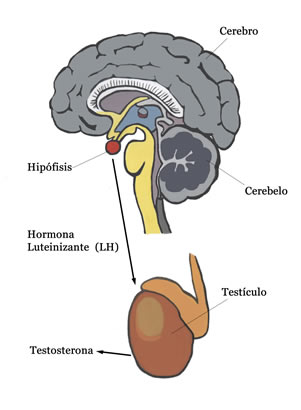 Cerebro
Hipófisis
Cerebelo
Hormona
Luteinizante (LH)
Testículo
Testosterona